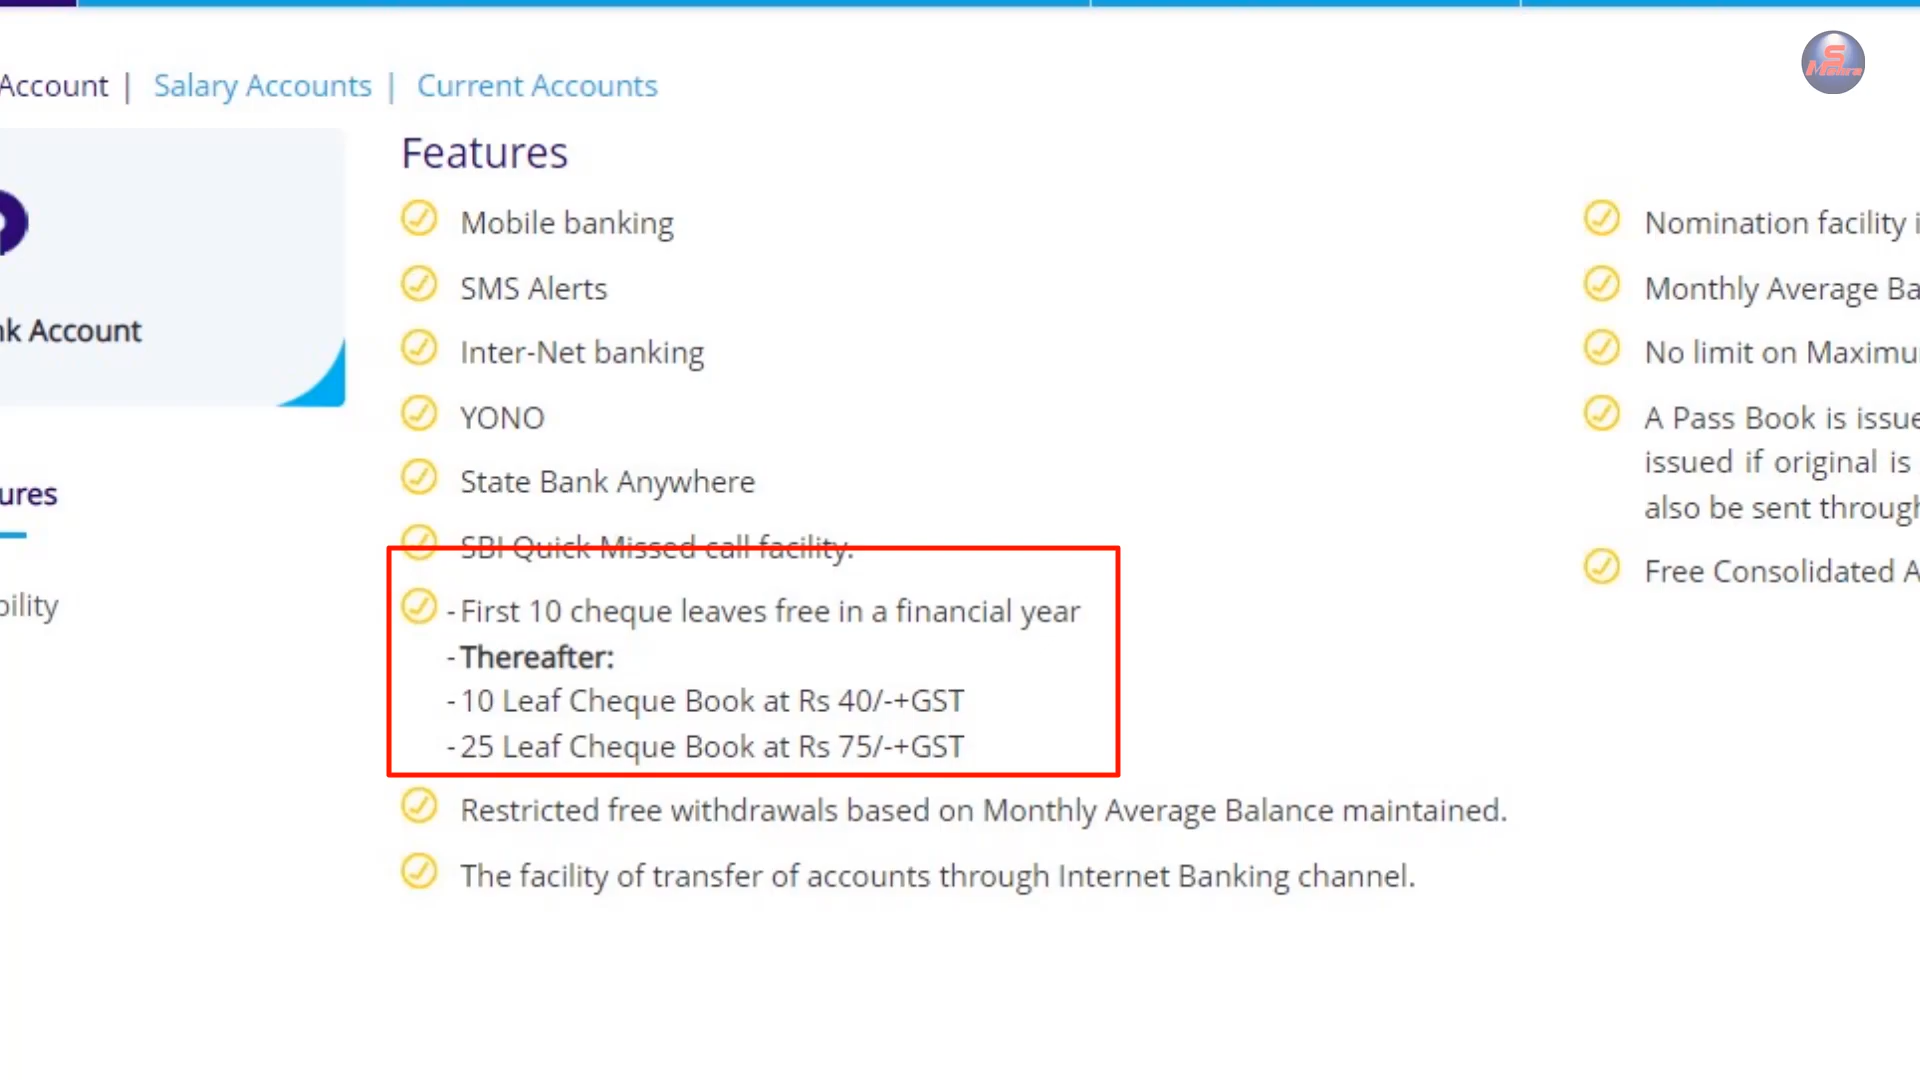 Account | Salary Accounts | Current Accounts
Features
Mobile banking
SMS Alerts
Inter-Net banking
YONO
State Bank Anywhere
SBI Quick Missed call facility.
- First 10 cheque leaves free in a financial year
- Thereafter:
- 10 Leaf Cheque Book at Rs 40/-+GST
- 25 Leaf Cheque Book at Rs 75/-+GST
Restricted free withdrawals based on Monthly Average Balance maintained.
The facility of transfer of accounts through Internet Banking channel.
Nomination facility i
Monthly Average Ba
No limit on Maximu
A Pass Book is issue
issued if original is
also be sent through
Free Consolidated A
nk Account
ures
bility
S